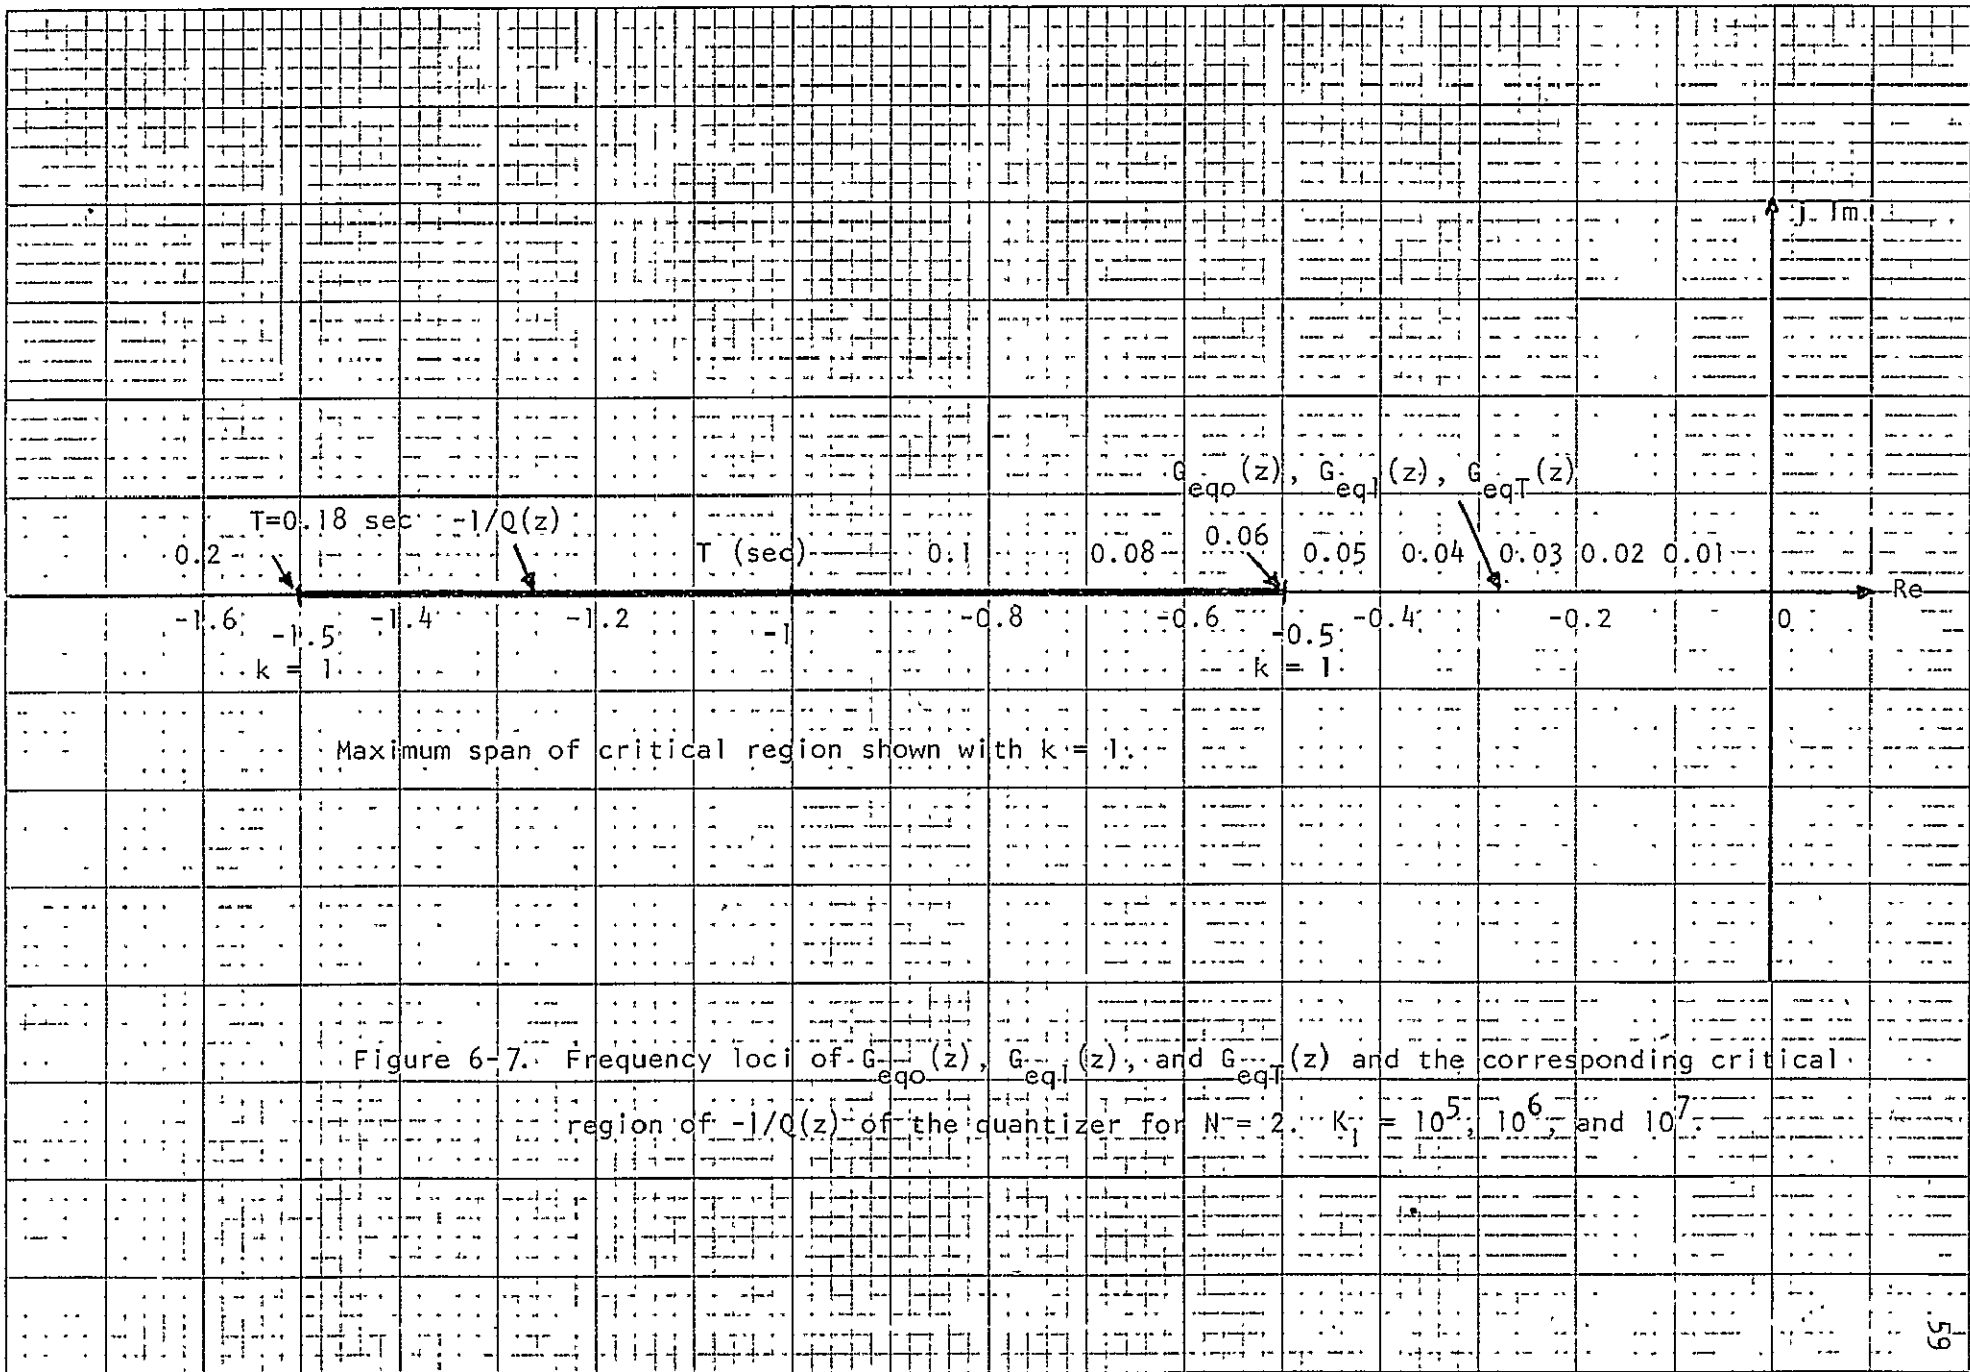 j Im
G_eqo(z), G_eq1(z), G_eqT(z)
T=0.18 sec -1/Q(z)
0.2 T (sec) 0.1 0.08 0.06 0.05 0.04 0.03 0.02 0.01
Re
-1.6 -1.5 -1.4 -1.2 -1 -0.8 -0.6 -0.5 -0.4 -0.2 0
k = 1 k = 1
Maximum span of critical region shown with k = 1.
Figure 6-7. Frequency loci of G_eqo(z), G_eq1(z), and G_eqT(z) and the corresponding critical
region of -1/Q(z) of the quantizer for N = 2. K_1 = 10^5, 10^6, and 10^7.
59